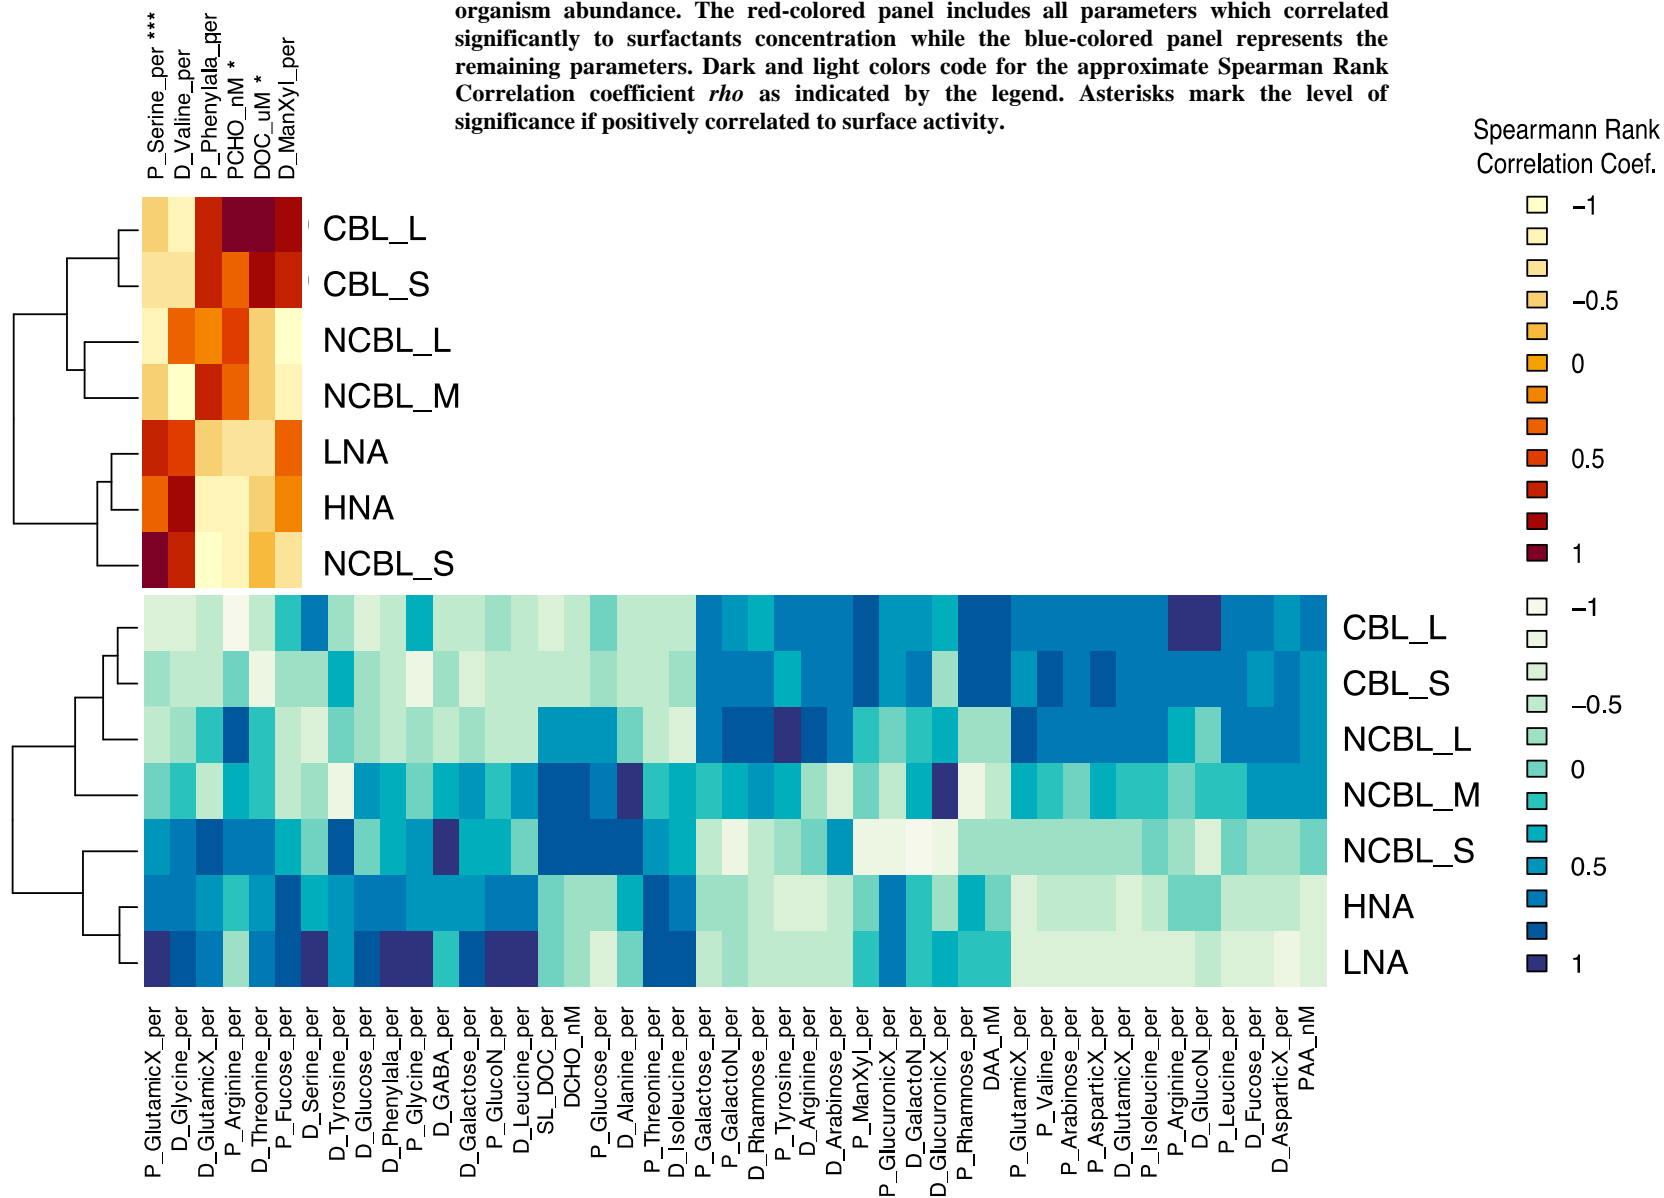 organism abundance. The red-colored panel includes all parameters which correlated
significantly to surfactants concentration while the blue-colored panel represents the
remaining parameters. Dark and light colors code for the approximate Spearman Rank
Correlation coefficient rho as indicated by the legend. Asterisks mark the level of
significance if positively correlated to surface activity.
P_Serine_per ***
D_Valine_per
P_Phenylala_per
PCHO_nM *
DOC_uM *
D_ManXyl_per
CBL_L
CBL_S
NCBL_L
NCBL_M
LNA
HNA
NCBL_S
Spearmann Rank
Correlation Coef.
−1
−0.5
0
0.5
1
−1
−0.5
0
0.5
1
CBL_L
CBL_S
NCBL_L
NCBL_M
NCBL_S
HNA
LNA
P_GlutamicX_per
D_Glycine_per
D_GlutamicX_per
P_Arginine_per
D_Threonine_per
P_Fucose_per
D_Serine_per
D_Tyrosine_per
D_Glucose_per
D_Phenylala_per
P_Glycine_per
D_GABA_per
D_Galactose_per
P_GlucoN_per
D_Leucine_per
SL_DOC_per
DCHO_nM
P_Glucose_per
D_Alanine_per
P_Threonine_per
D_Isoleucine_per
P_Galactose_per
P_GalactoN_per
D_Rhammose_per
P_Tyrosine_per
D_Arginine_per
D_Arabinose_per
P_ManXyl_per
P_GlucuronicX_per
D_GalactoN_per
D_GlucuronicX_per
P_Rhammose_per
DAA_nM
P_GlutamicX_per
P_Valine_per
P_Arabinose_per
P_AsparticX_per
D_GlutamicX_per
P_Isoleucine_per
P_Arginine_per
D_GlucoN_per
P_Leucine_per
D_Fucose_per
D_AsparticX_per
PAA_nM